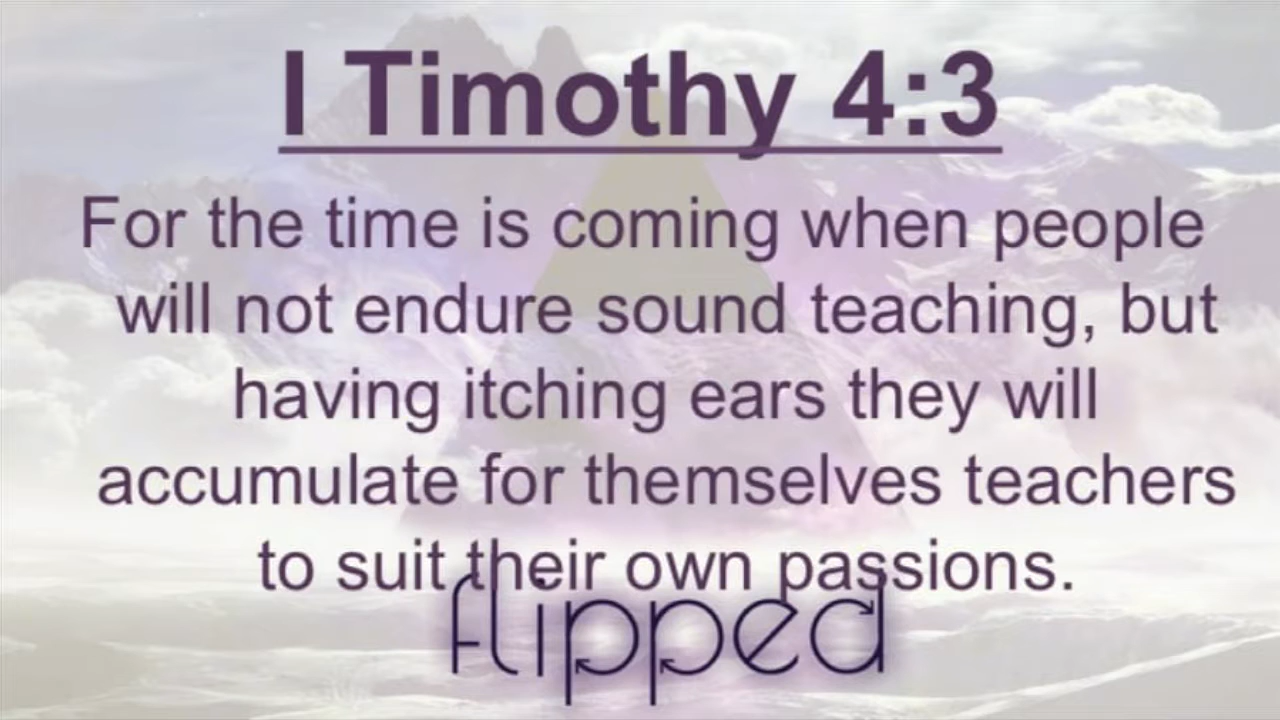 I Timothy 4:3
For the time is coming when people
will not endure sound teaching, but
having itching ears they will
accumulate for themselves teachers
to suit their own passions.
flipped